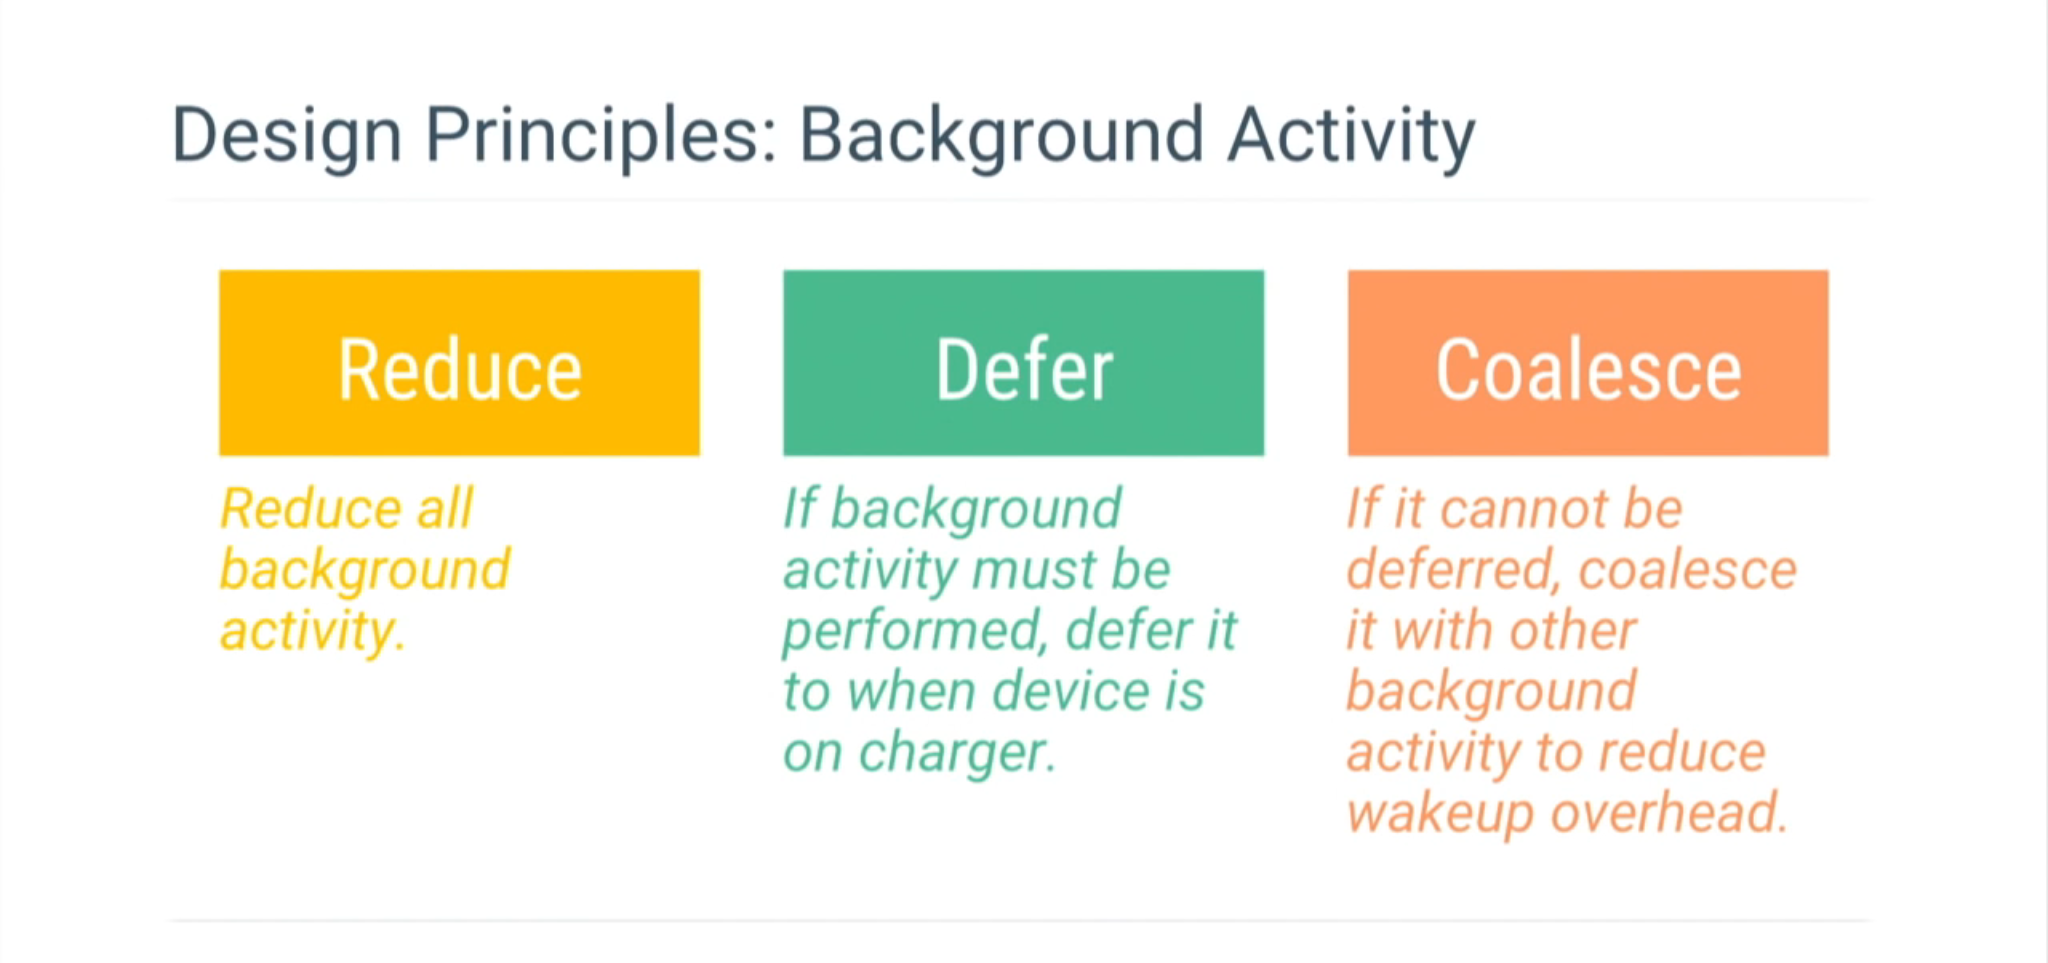 Design Principles: Background Activity
Reduce
Reduce all
background
activity.
Defer
If background
activity must be
performed, defer it
to when device is
on charger.
Coalesce
If it cannot be
deferred, coalesce
it with other
background
activity to reduce
wakeup overhead.